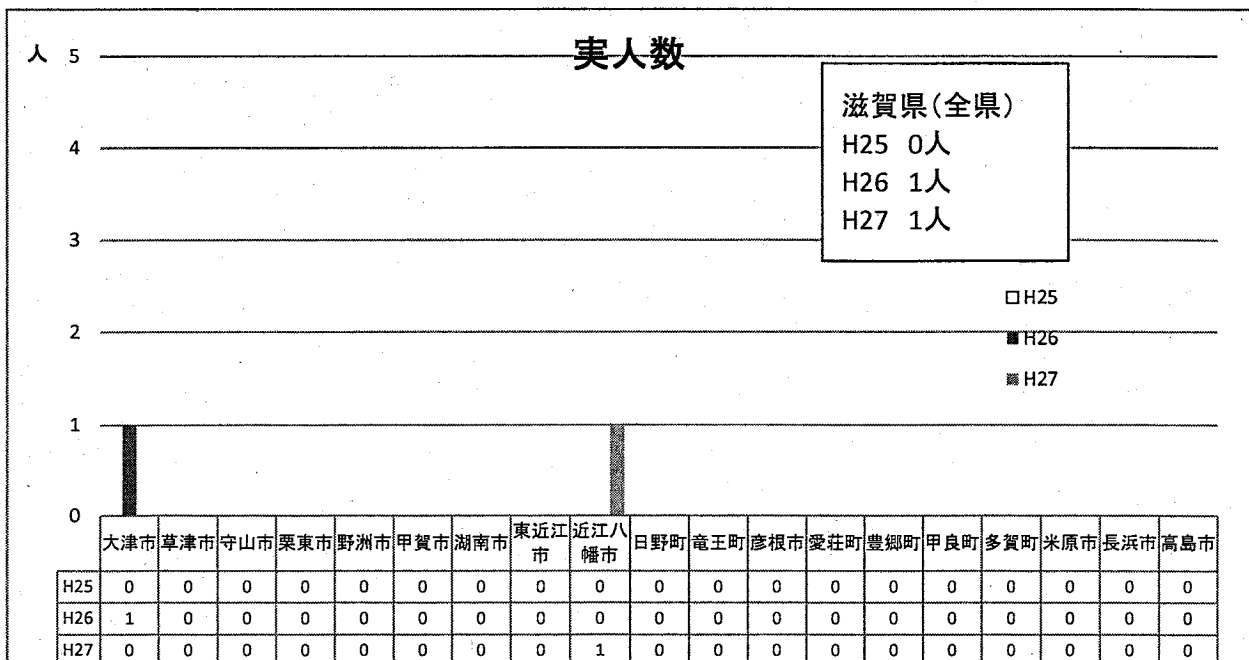 実人数
人
5
4
3
2
1
0
滋賀県(全県)
H25 0人
H26 1人
H27 1人
□H25
■H26
■H27
大津市 草津市 守山市 栗東市 野洲市 甲賀市 湖南市 東近江市 近江八幡市 日野町 竜王町 彦根市 愛荘町 豊郷町 甲良町 多賀町 米原市 長浜市 高島市
H25 0 0 0 0 0 0 0 0 0 0 0 0 0 0 0 0 0 0 0
H26 1 0 0 0 0 0 0 0 0 0 0 0 0 0 0 0 0 0 0
H27 0 0 0 0 0 0 0 0 1 0 0 0 0 0 0 0 0 0 0